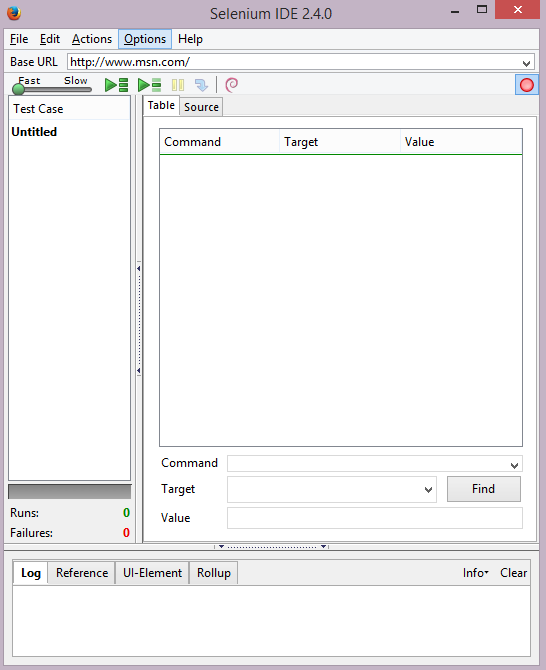 Selenium IDE 2.4.0
File Edit Actions Options Help
Base URL http://www.msn.com/
Fast Slow
Test Case
Untitled
Table Source
Command Target Value
Command
Target Find
Value
Runs: 0
Failures: 0
Log Reference UI-Element Rollup Info Clear